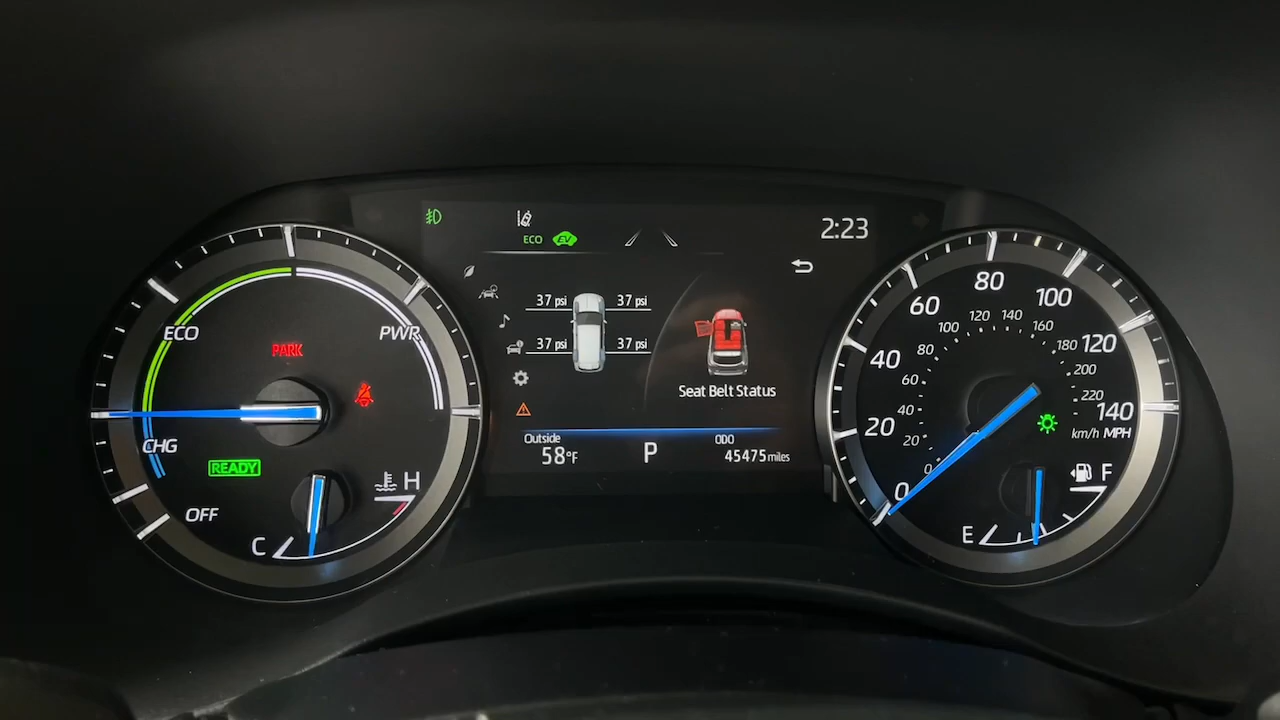 2:23
ECO EV
37 psi 37 psi
37 psi 37 psi
Seat Belt Status
Outside
58°F
P
ODO
45475 miles
ECO
PWR
PARK
CHG
READY
OFF
C
H
0
20
40
60
80
100
120
140
MPH
0
20
40
60
80
100
120
140
160
180
200
220
km/h
E
F